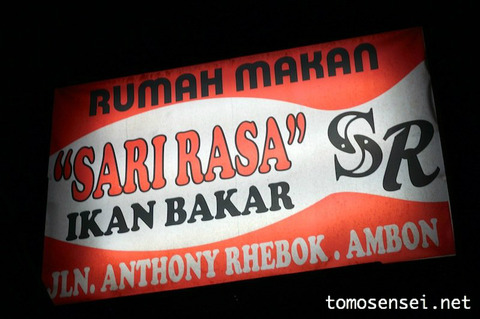 RUMAH MAKAN
"SARI RASA"
SR
IKAN BAKAR
JLN. ANTHONY RHEBOK . AMBON
tomosensei.net